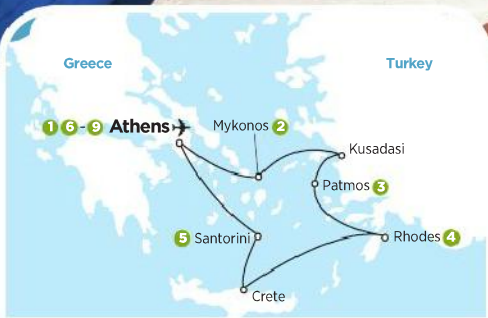 Greece
Turkey
1 6 - 9 Athens
Mykonos 2
Kusadasi
Patmos 3
5 Santorini
Rhodes 4
Crete